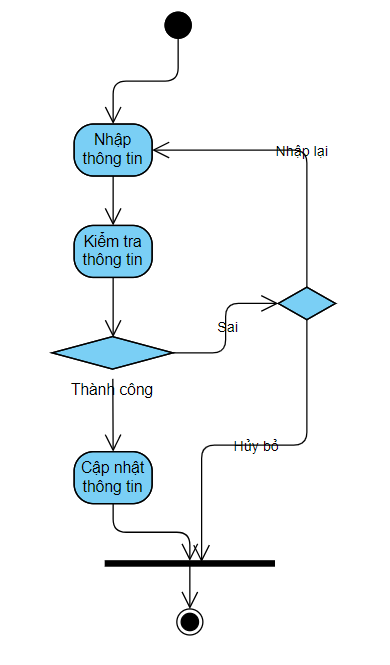 Nhập
thông tin
Nhập lại
Kiểm tra
thông tin
Sai
Thành công
Hủy bỏ
Cập nhật
thông tin